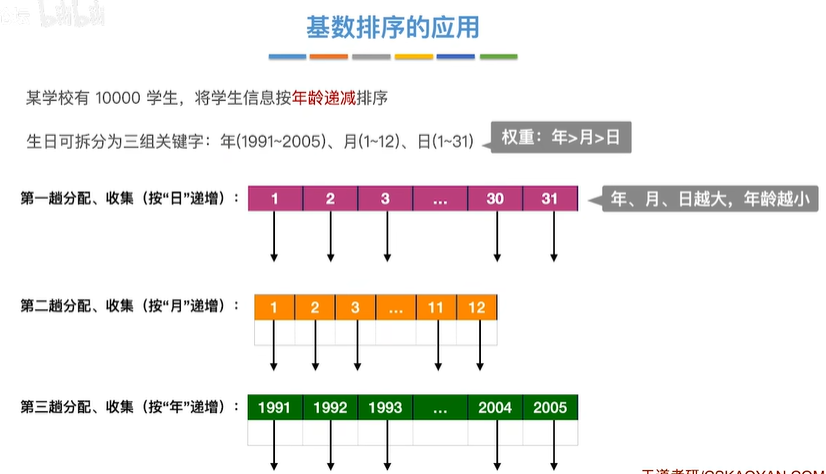 bilibili
基数排序的应用
某学校有 10000 学生，将学生信息按年龄递减排序
生日可拆分为三组关键字：年(1991~2005)、月(1~12)、日(1~31)
权重：年>月>日
第一趟分配、收集（按“日”递增）：
1 2 3 ... 30 31
年、月、日越大，年龄越小
第二趟分配、收集（按“月”递增）：
1 2 3 ... 11 12
第三趟分配、收集（按“年”递增）：
1991 1992 1993 ... 2004 2005
王道考研/CSKAOYAN.COM